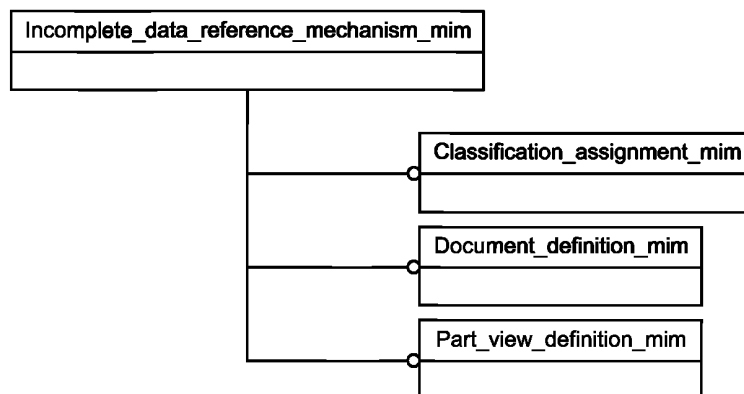 Incomplete_data_reference_mechanism_mim
Classification_assignment_mim
Document_definition_mim
Part_view_definition_mim